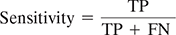 Sensitivity = TP / TP + FN